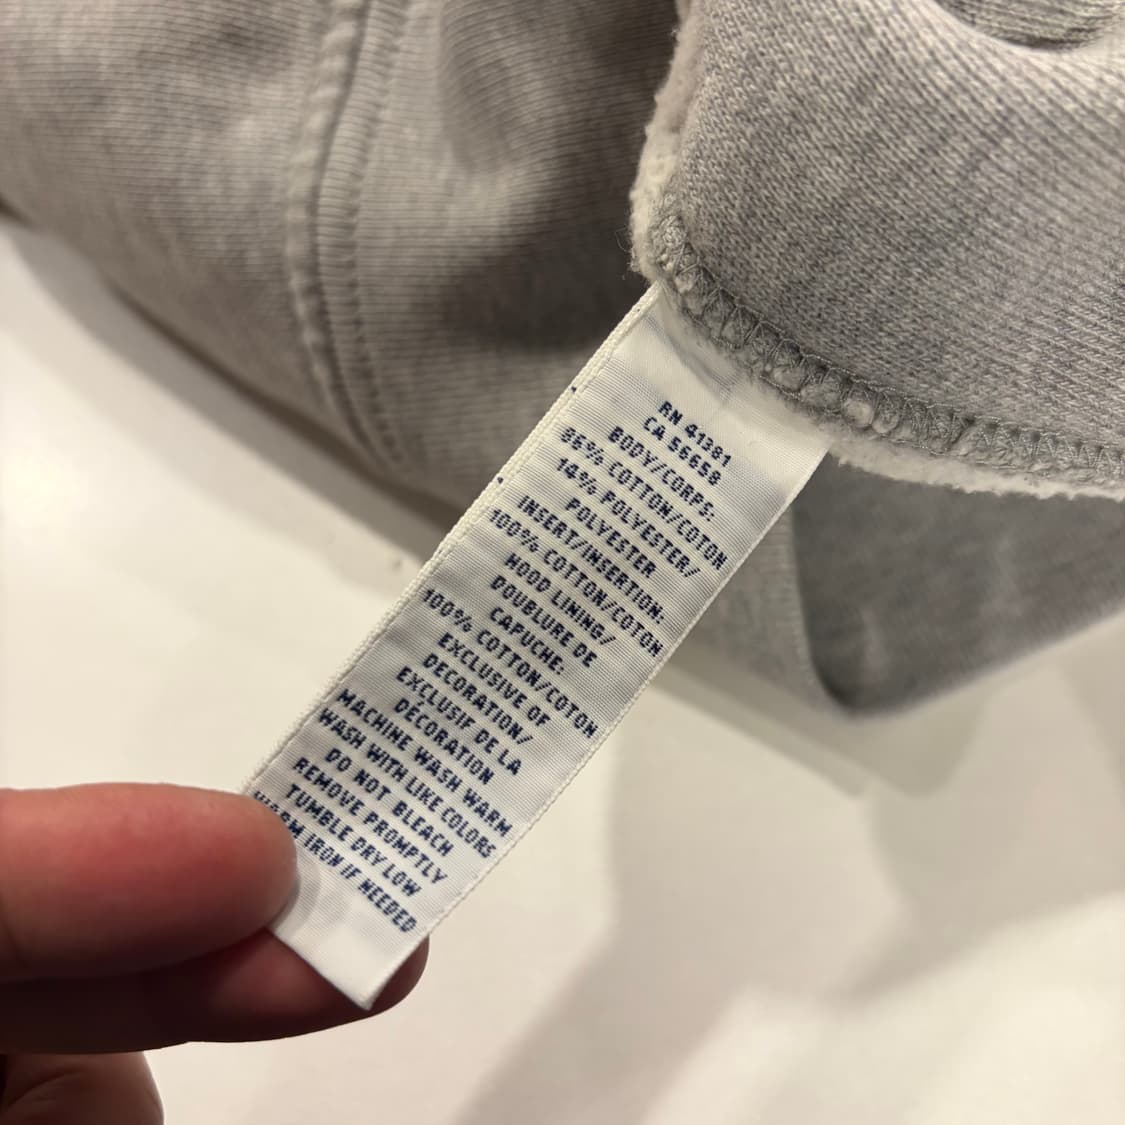 RN 41381
CA 56658
BODY/CORPS:
86% COTTON/COTON
14% POLYESTER/
POLYESTER
INSERT/INSERTION:
100% COTTON/COTON
HOOD LINING/
DOUBLURE DE
CAPUCHE:
100% COTTON/COTON
EXCLUSIVE OF
DECORATION/
EXCLUSIF DE LA
DÉCORATION
MACHINE WASH WARM
WASH WITH LIKE COLORS
DO NOT BLEACH
REMOVE PROMPTLY
TUMBLE DRY LOW
WARM IRON IF NEEDED